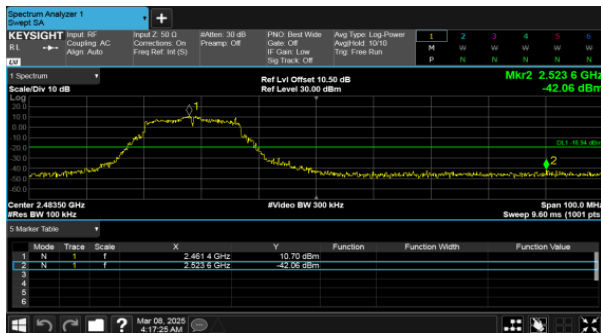 Spectrum Analyzer 1
Swept SA
+
KEYSIGHT Input: RF Input Z: 50 Ω #Atten: 30 dB PNO: Best Wide Avg Type: Log-Power 1 2 3 4 5 6
RL Coupling: AC Corrections: On Preamp: Off Gate: Off Avg|Hold: 10/10 M W W W W W
Align: Auto Freq Ref: Int (S) IF Gain: Low Trig: Free Run
Sig Track: Off P N N N N N
LW
1 Spectrum
Ref Lvl Offset 10.50 dB Mkr2 2.523 6 GHz
Scale/Div 10 dB Ref Level 30.00 dBm -42.06 dBm
Log
20.0
10.0
0.00
-10.0
-20.0
-30.0
-40.0
-50.0
-60.0
1
2
Center 2.48350 GHz #Video BW 300 kHz Span 100.0 MHz
#Res BW 100 kHz Sweep 9.60 ms (1001 pts)
5 Marker Table
Mode Trace Scale X Y Function Function Width Function Value
1 N 1 f 2.461 4 GHz 10.70 dBm
2 N 1 f 2.523 6 GHz -42.06 dBm
3
4
5
6
? Mar 08, 2025
4:17:25 AM